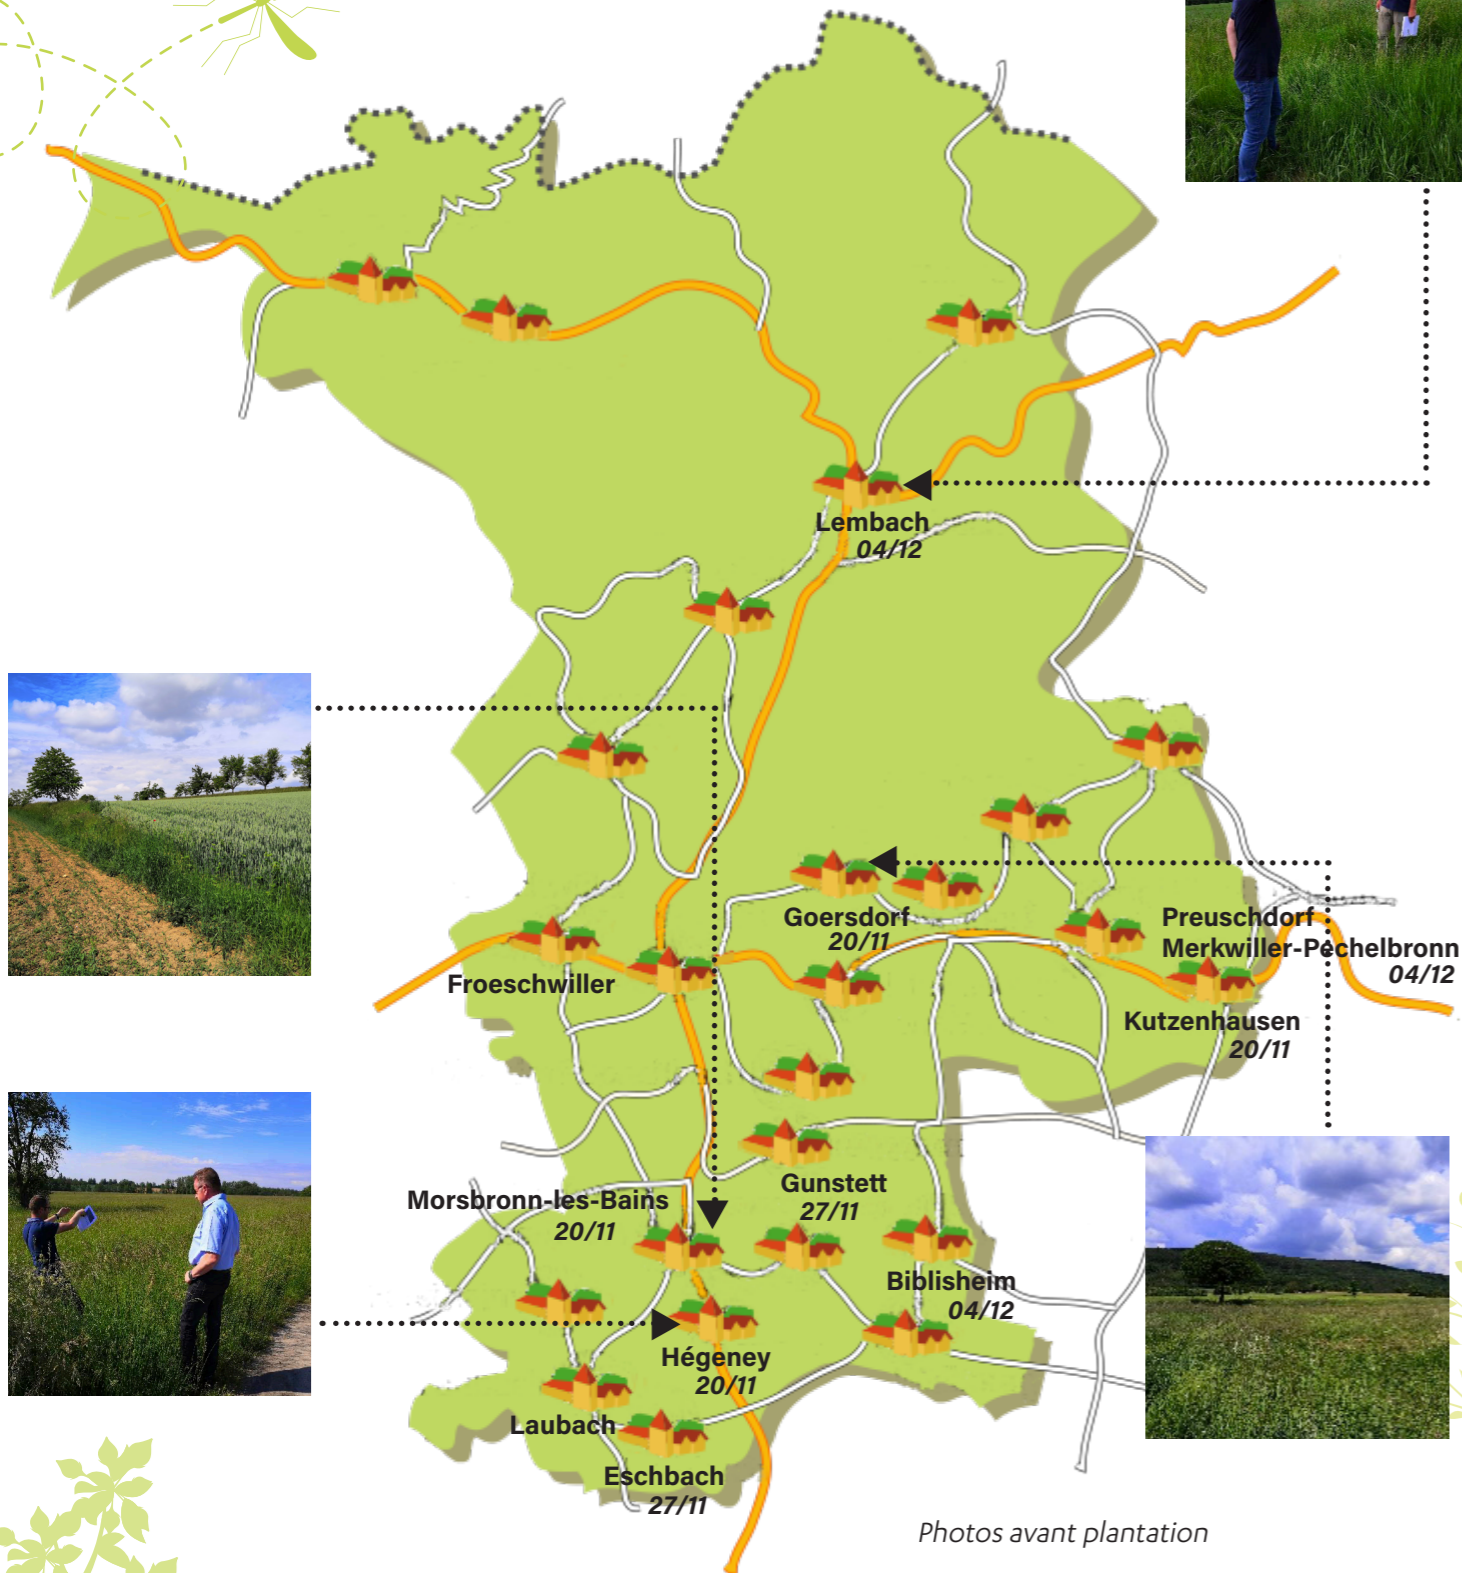 Lembach
04/12
Goersdorf
20/11
Preuschdorf
Merkwiller-Pechelbronn
04/12
Froeschwiller
Kutzenhausen
20/11
Gunstett
27/11
Morsbronn-les-Bains
20/11
Biblisheim
04/12
Hégeney
20/11
Laubach
Eschbach
27/11
Photos avant plantation